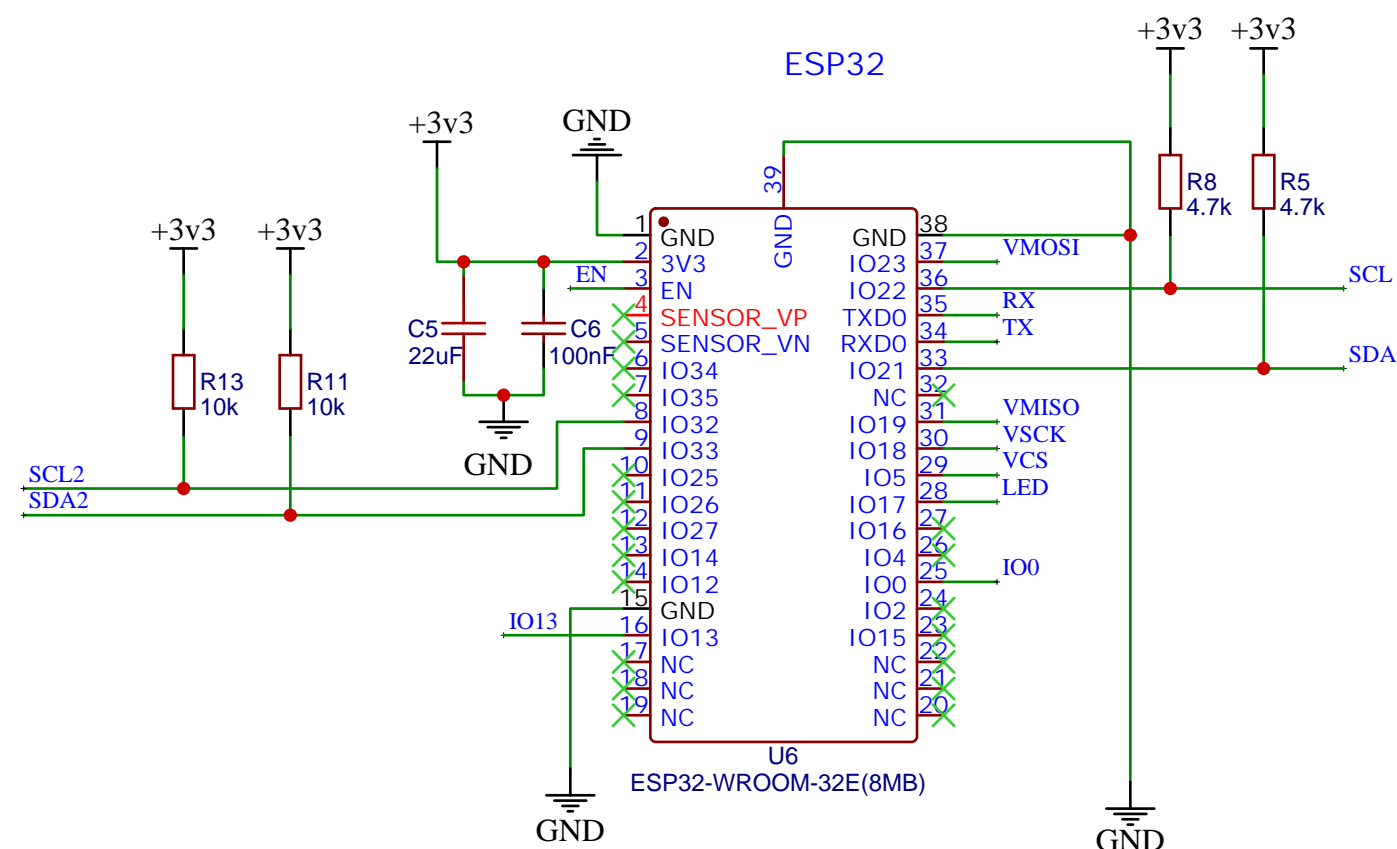 +3v3 +3v3
ESP32
+3v3
GND
R8
4.7k
R5
4.7k
+3v3 +3v3
39
GND
1 GND
2 3V3
EN 3 EN
4 SENSOR_VP
5 SENSOR_VN
6 IO34
7 IO35
8 IO32
9 IO33
10 IO25
11 IO26
12 IO27
13 IO14
14 IO12
15 GND
IO13 16 IO13
17 NC
18 NC
19 NC
GND 38
IO23 37 VMOSI
IO22 36 SCL
TXD0 35 RX
RXD0 34 TX
IO21 33 SDA
NC 32
IO19 31 VMISO
IO18 30 VSCK
IO5 29 VCS
IO17 28 LED
IO16 27
IO4 26
IO0 25 IO0
IO2 24
IO15 23
NC 22
NC 21
NC 20
C5
22uF
C6
100nF
GND
R13
10k
R11
10k
SCL2
SDA2
U6
ESP32-WROOM-32E(8MB)
GND
GND